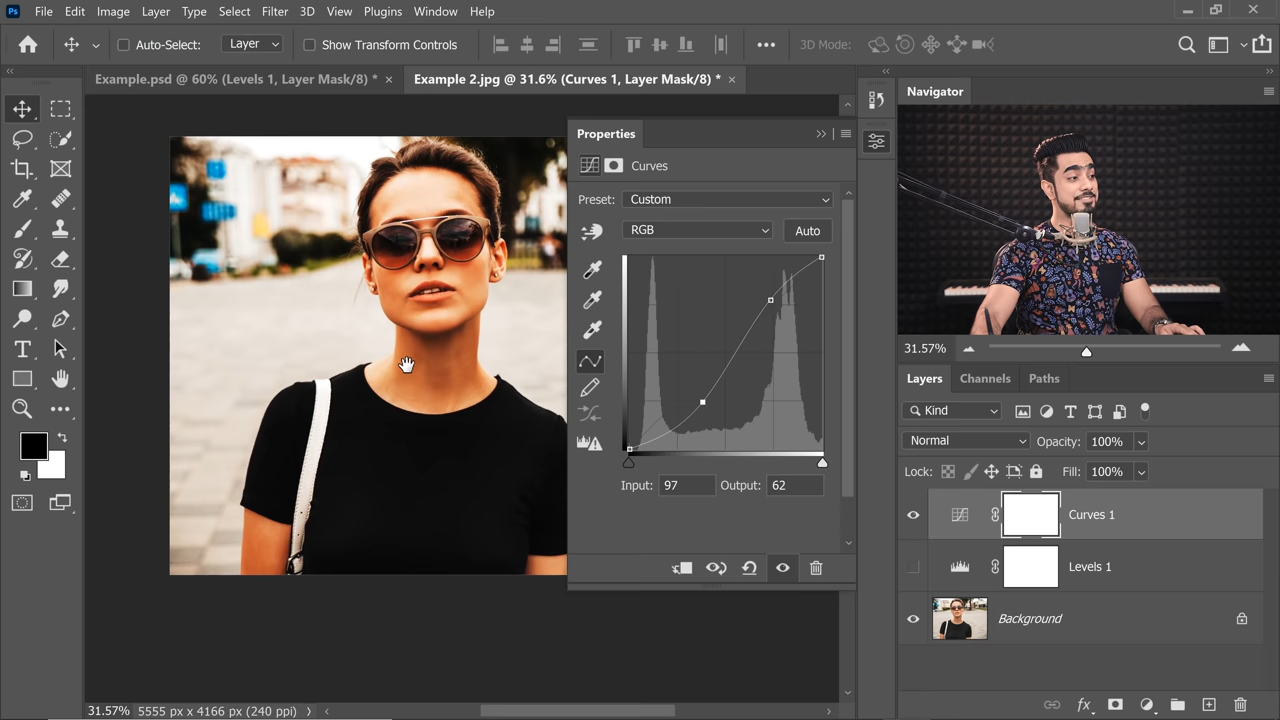 Ps File Edit Image Layer Type Select Filter 3D View Plugins Window Help
Auto-Select: Layer Show Transform Controls 3D Mode:
Example.psd @ 60% (Levels 1, Layer Mask/8) *
Example 2.jpg @ 31.6% (Curves 1, Layer Mask/8) *
Properties
Curves
Preset: Custom
RGB Auto
Input: 97 Output: 62
31.57% 5555 px x 4166 px (240 ppi)
Navigator
31.57%
Layers Channels Paths
Kind
Normal Opacity: 100%
Lock: Fill: 100%
Curves 1
Levels 1
Background